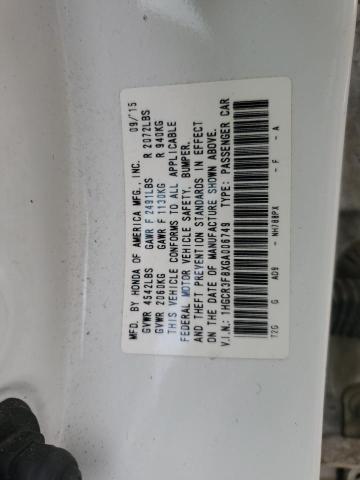 MFD. BY HONDA OF AMERICA MFG., INC. 09/'15
GVWR 4542LBS GAWR F 2491LBS R 2072LBS
GVWR 2060KG GAWR F 1130KG R 940KG
THIS VEHICLE CONFORMS TO ALL APPLICABLE
FEDERAL MOTOR VEHICLE SAFETY, BUMPER,
AND THEFT PREVENTION STANDARDS IN EFFECT
ON THE DATE OF MANUFACTURE SHOWN ABOVE.
V.I.N.: 1HGCR3F8XGA006749 TYPE: PASSENGER CAR
T2G G AD9 - NH788PX - F - A